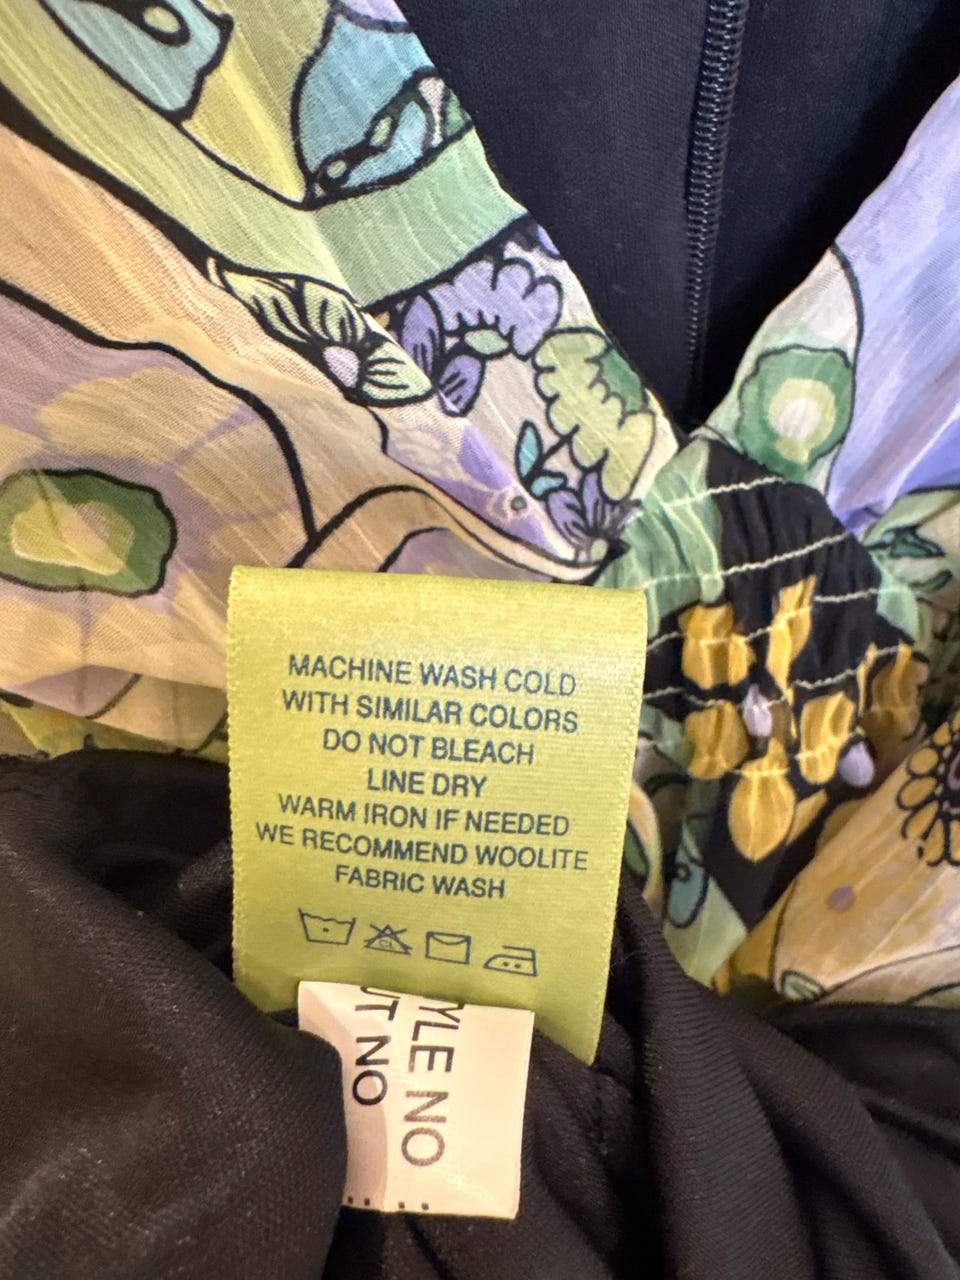 MACHINE WASH COLD
WITH SIMILAR COLORS
DO NOT BLEACH
LINE DRY
WARM IRON IF NEEDED
WE RECOMMEND WOOLITE
FABRIC WASH
CL
YLE NO
UT NO